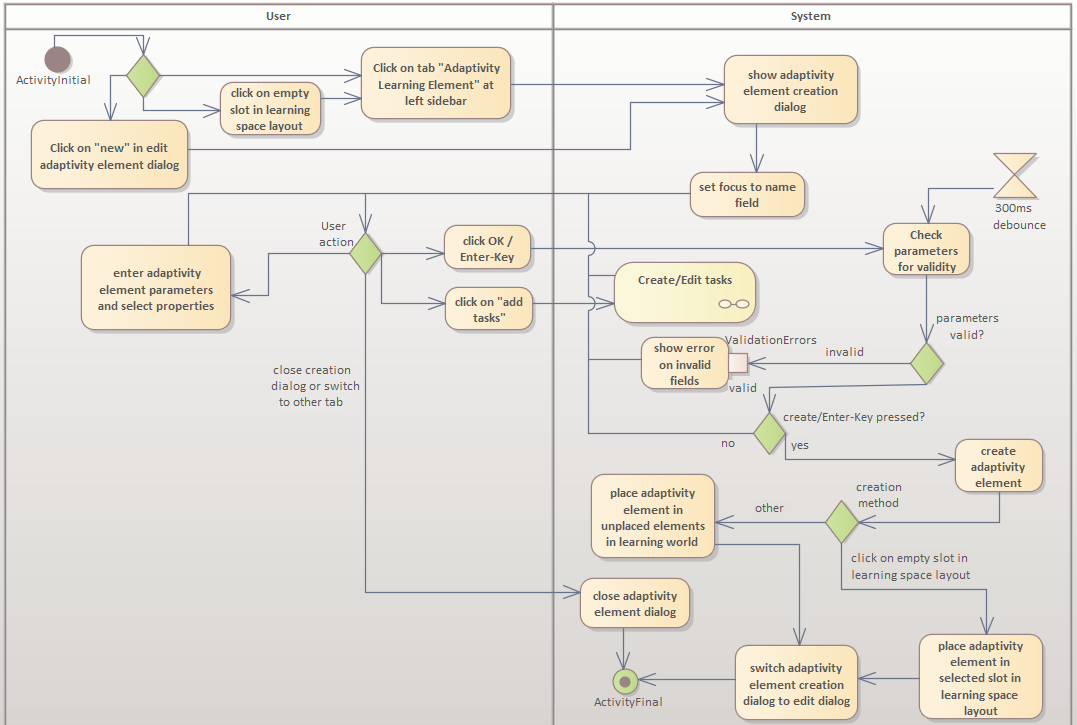 User
System
ActivityInitial
Click on tab "Adaptivity
Learning Element" at
left sidebar
click on empty
slot in learning
space layout
Click on "new" in edit
adaptivity element dialog
show adaptivity
element creation
dialog
set focus to name
field
300ms
debounce
User
action
click OK /
Enter-Key
Check
parameters
for validity
enter adaptivity
element parameters
and select properties
click on "add
tasks"
Create/Edit tasks
parameters
valid?
ValidationErrors
show error
on invalid
fields
invalid
valid
close creation
dialog or switch
to other tab
create/Enter-Key pressed?
no
yes
create
adaptivity
element
creation
method
other
place adaptivity
element in
unplaced elements
in learning world
click on empty slot in
learning space layout
close adaptivity
element dialog
place adaptivity
element in
selected slot in
learning space
layout
switch adaptivity
element creation
dialog to edit dialog
ActivityFinal